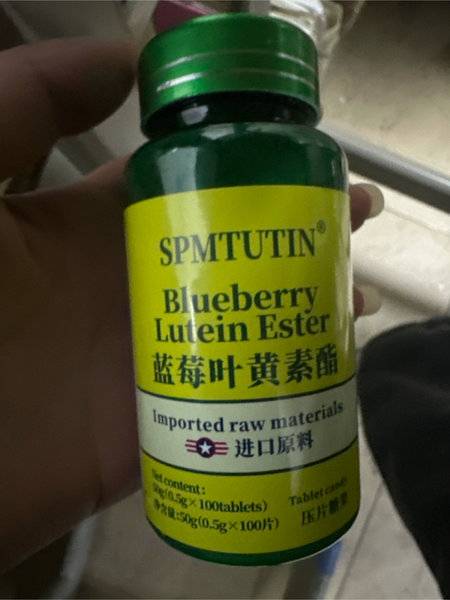 SPMTUTIN®
Blueberry
Lutein Ester
蓝莓叶黄素酯
Imported raw materials
进口原料
Net content:
50g(0.5g×100tablets)
净含量:50g(0.5g×100片)
Tablet candy
压片糖果